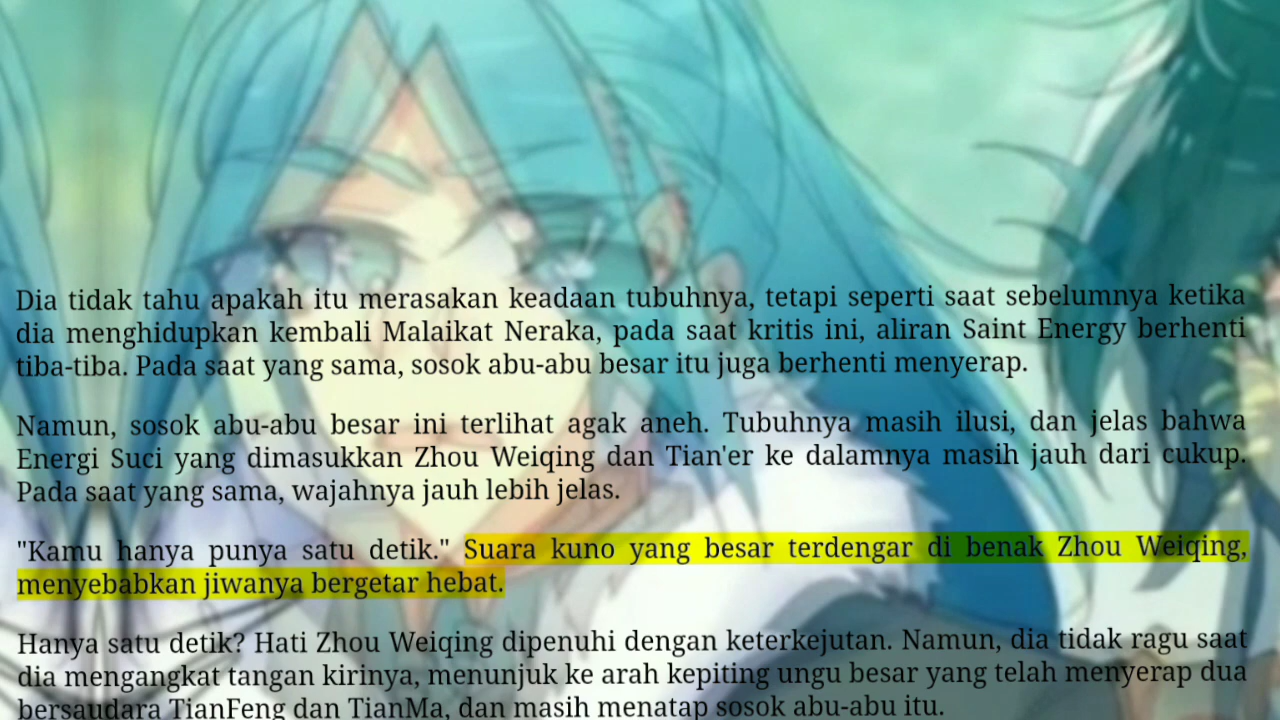 Dia tidak tahu apakah itu merasakan keadaan tubuhnya, tetapi seperti saat sebelumnya ketika
dia menghidupkan kembali Malaikat Neraka, pada saat kritis ini, aliran Saint Energy berhenti
tiba-tiba. Pada saat yang sama, sosok abu-abu besar itu juga berhenti menyerap.
Namun, sosok abu-abu besar ini terlihat agak aneh. Tubuhnya masih ilusi, dan jelas bahwa
Energi Suci yang dimasukkan Zhou Weiqing dan Tian'er ke dalamnya masih jauh dari cukup.
Pada saat yang sama, wajahnya jauh lebih jelas.
"Kamu hanya punya satu detik." Suara kuno yang besar terdengar di benak Zhou Weiqing,
menyebabkan jiwanya bergetar hebat.
Hanya satu detik? Hati Zhou Weiqing dipenuhi dengan keterkejutan. Namun, dia tidak ragu saat
dia mengangkat tangan kirinya, menunjuk ke arah kepiting ungu besar yang telah menyerap dua
bersaudara TianFeng dan TianMa, dan masih menatap sosok abu-abu itu.